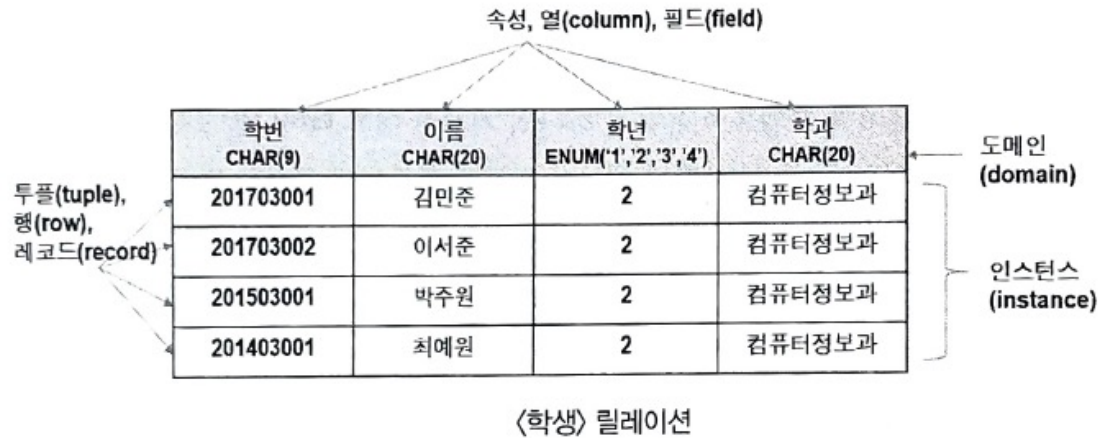 속성, 열(column), 필드(field)
학번 이름 학년 학과
CHAR(9) CHAR(20) ENUM('1','2','3','4') CHAR(20)
도메인
(domain)
투플(tuple),
행(row),
레코드(record)
201703001 김민준 2 컴퓨터정보과
201703002 이서준 2 컴퓨터정보과
201503001 박주원 2 컴퓨터정보과
201403001 최예원 2 컴퓨터정보과
인스턴스
(instance)
〈학생〉 릴레이션